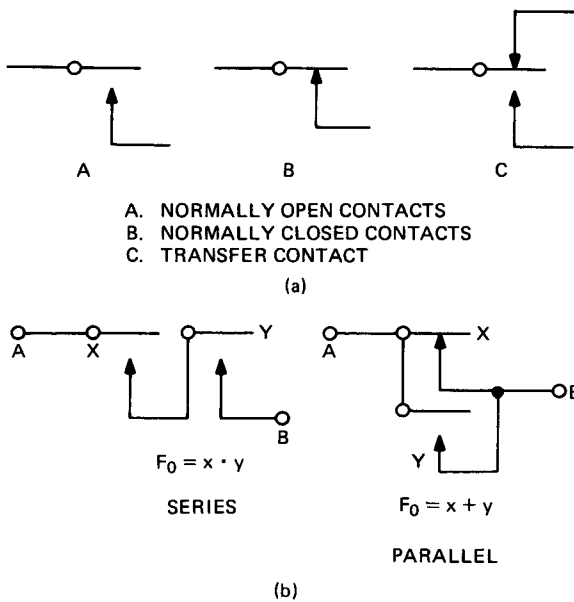 A B C
A. NORMALLY OPEN CONTACTS
B. NORMALLY CLOSED CONTACTS
C. TRANSFER CONTACT
(a)
A X Y B
F₀ = x · y
SERIES
A X Y B
F₀ = x + y
PARALLEL
(b)